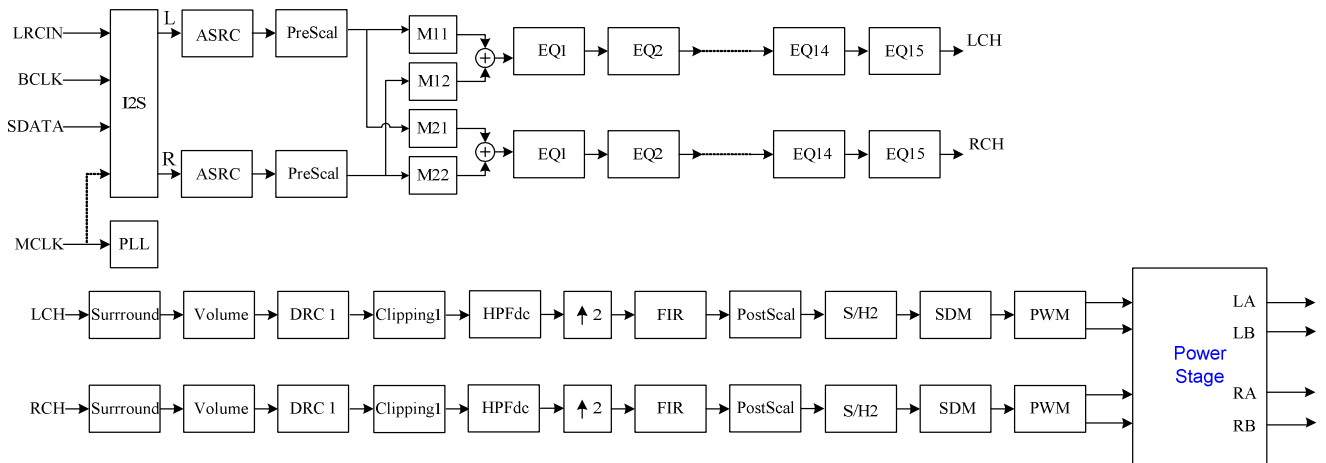 LRCIN
BCLK
SDATA
MCLK
I2S
PLL
L
ASRC
PreScal
M11
M12
EQ1
EQ2
EQ14
EQ15
LCH
R
ASRC
PreScal
M21
M22
EQ1
EQ2
EQ14
EQ15
RCH
LCH
Surrround
Volume
DRC 1
Clipping1
HPFdc
↑ 2
FIR
PostScal
S/H2
SDM
PWM
RCH
Surrround
Volume
DRC 1
Clipping1
HPFdc
↑ 2
FIR
PostScal
S/H2
SDM
PWM
Power
Stage
LA
LB
RA
RB